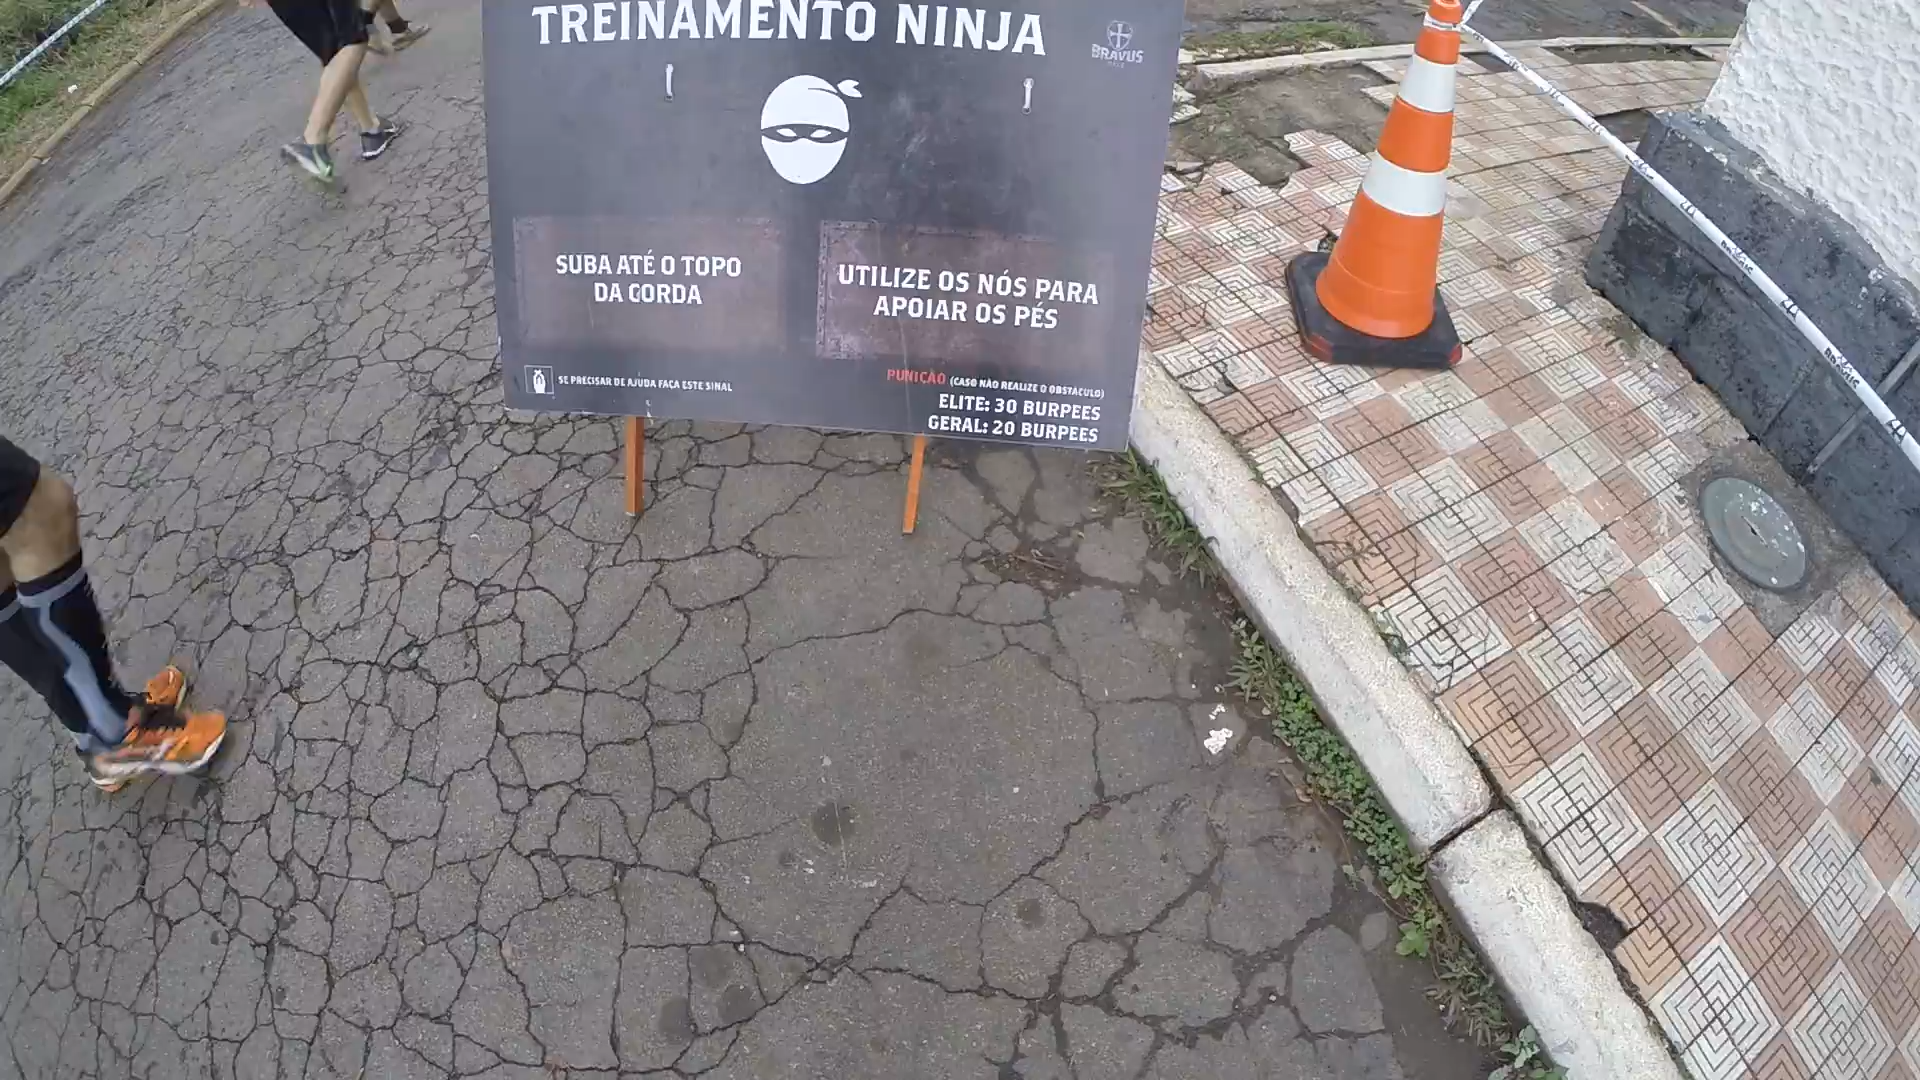 TREINAMENTO NINJA
BRAVUS
SUBA ATÉ O TOPO
DA CORDA
UTILIZE OS NÓS PARA
APOIAR OS PÉS
SE PRECISAR DE AJUDA FAÇA ESTE SINAL
PUNIÇÃO (CASO NÃO REALIZE O OBSTÁCULO)
ELITE: 30 BURPEES
GERAL: 20 BURPEES